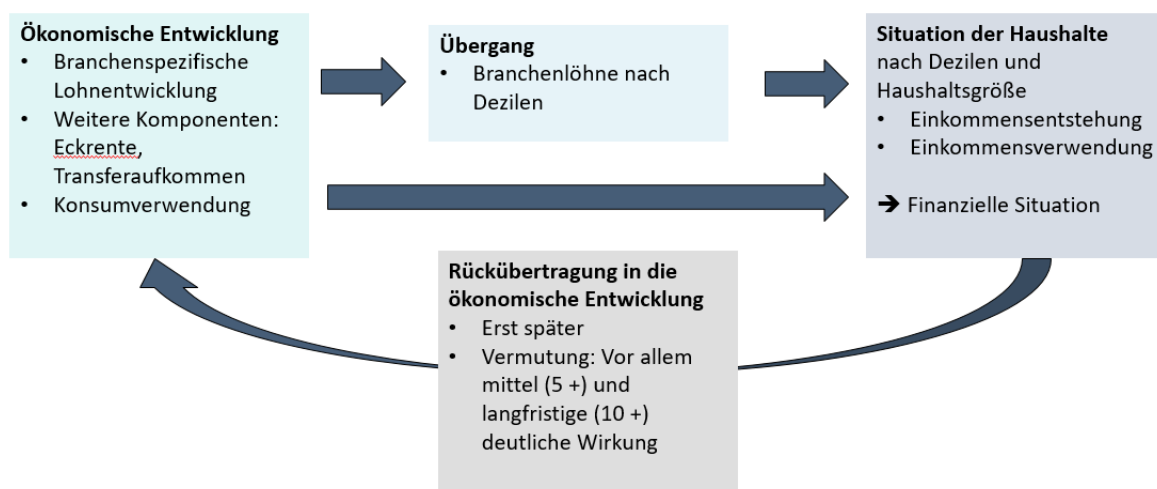 Ökonomische Entwicklung
• Branchenspezifische
Lohnentwicklung
• Weitere Komponenten:
Eckrente,
Transferaufkommen
• Konsumverwendung
Übergang
• Branchenlöhne nach
Dezilen
Situation der Haushalte
nach Dezilen und
Haushaltsgröße
• Einkommensentstehung
• Einkommensverwendung
➔ Finanzielle Situation
Rückübertragung in die
ökonomische Entwicklung
• Erst später
• Vermutung: Vor allem
mittel (5 +) und
langfristige (10 +)
deutliche Wirkung